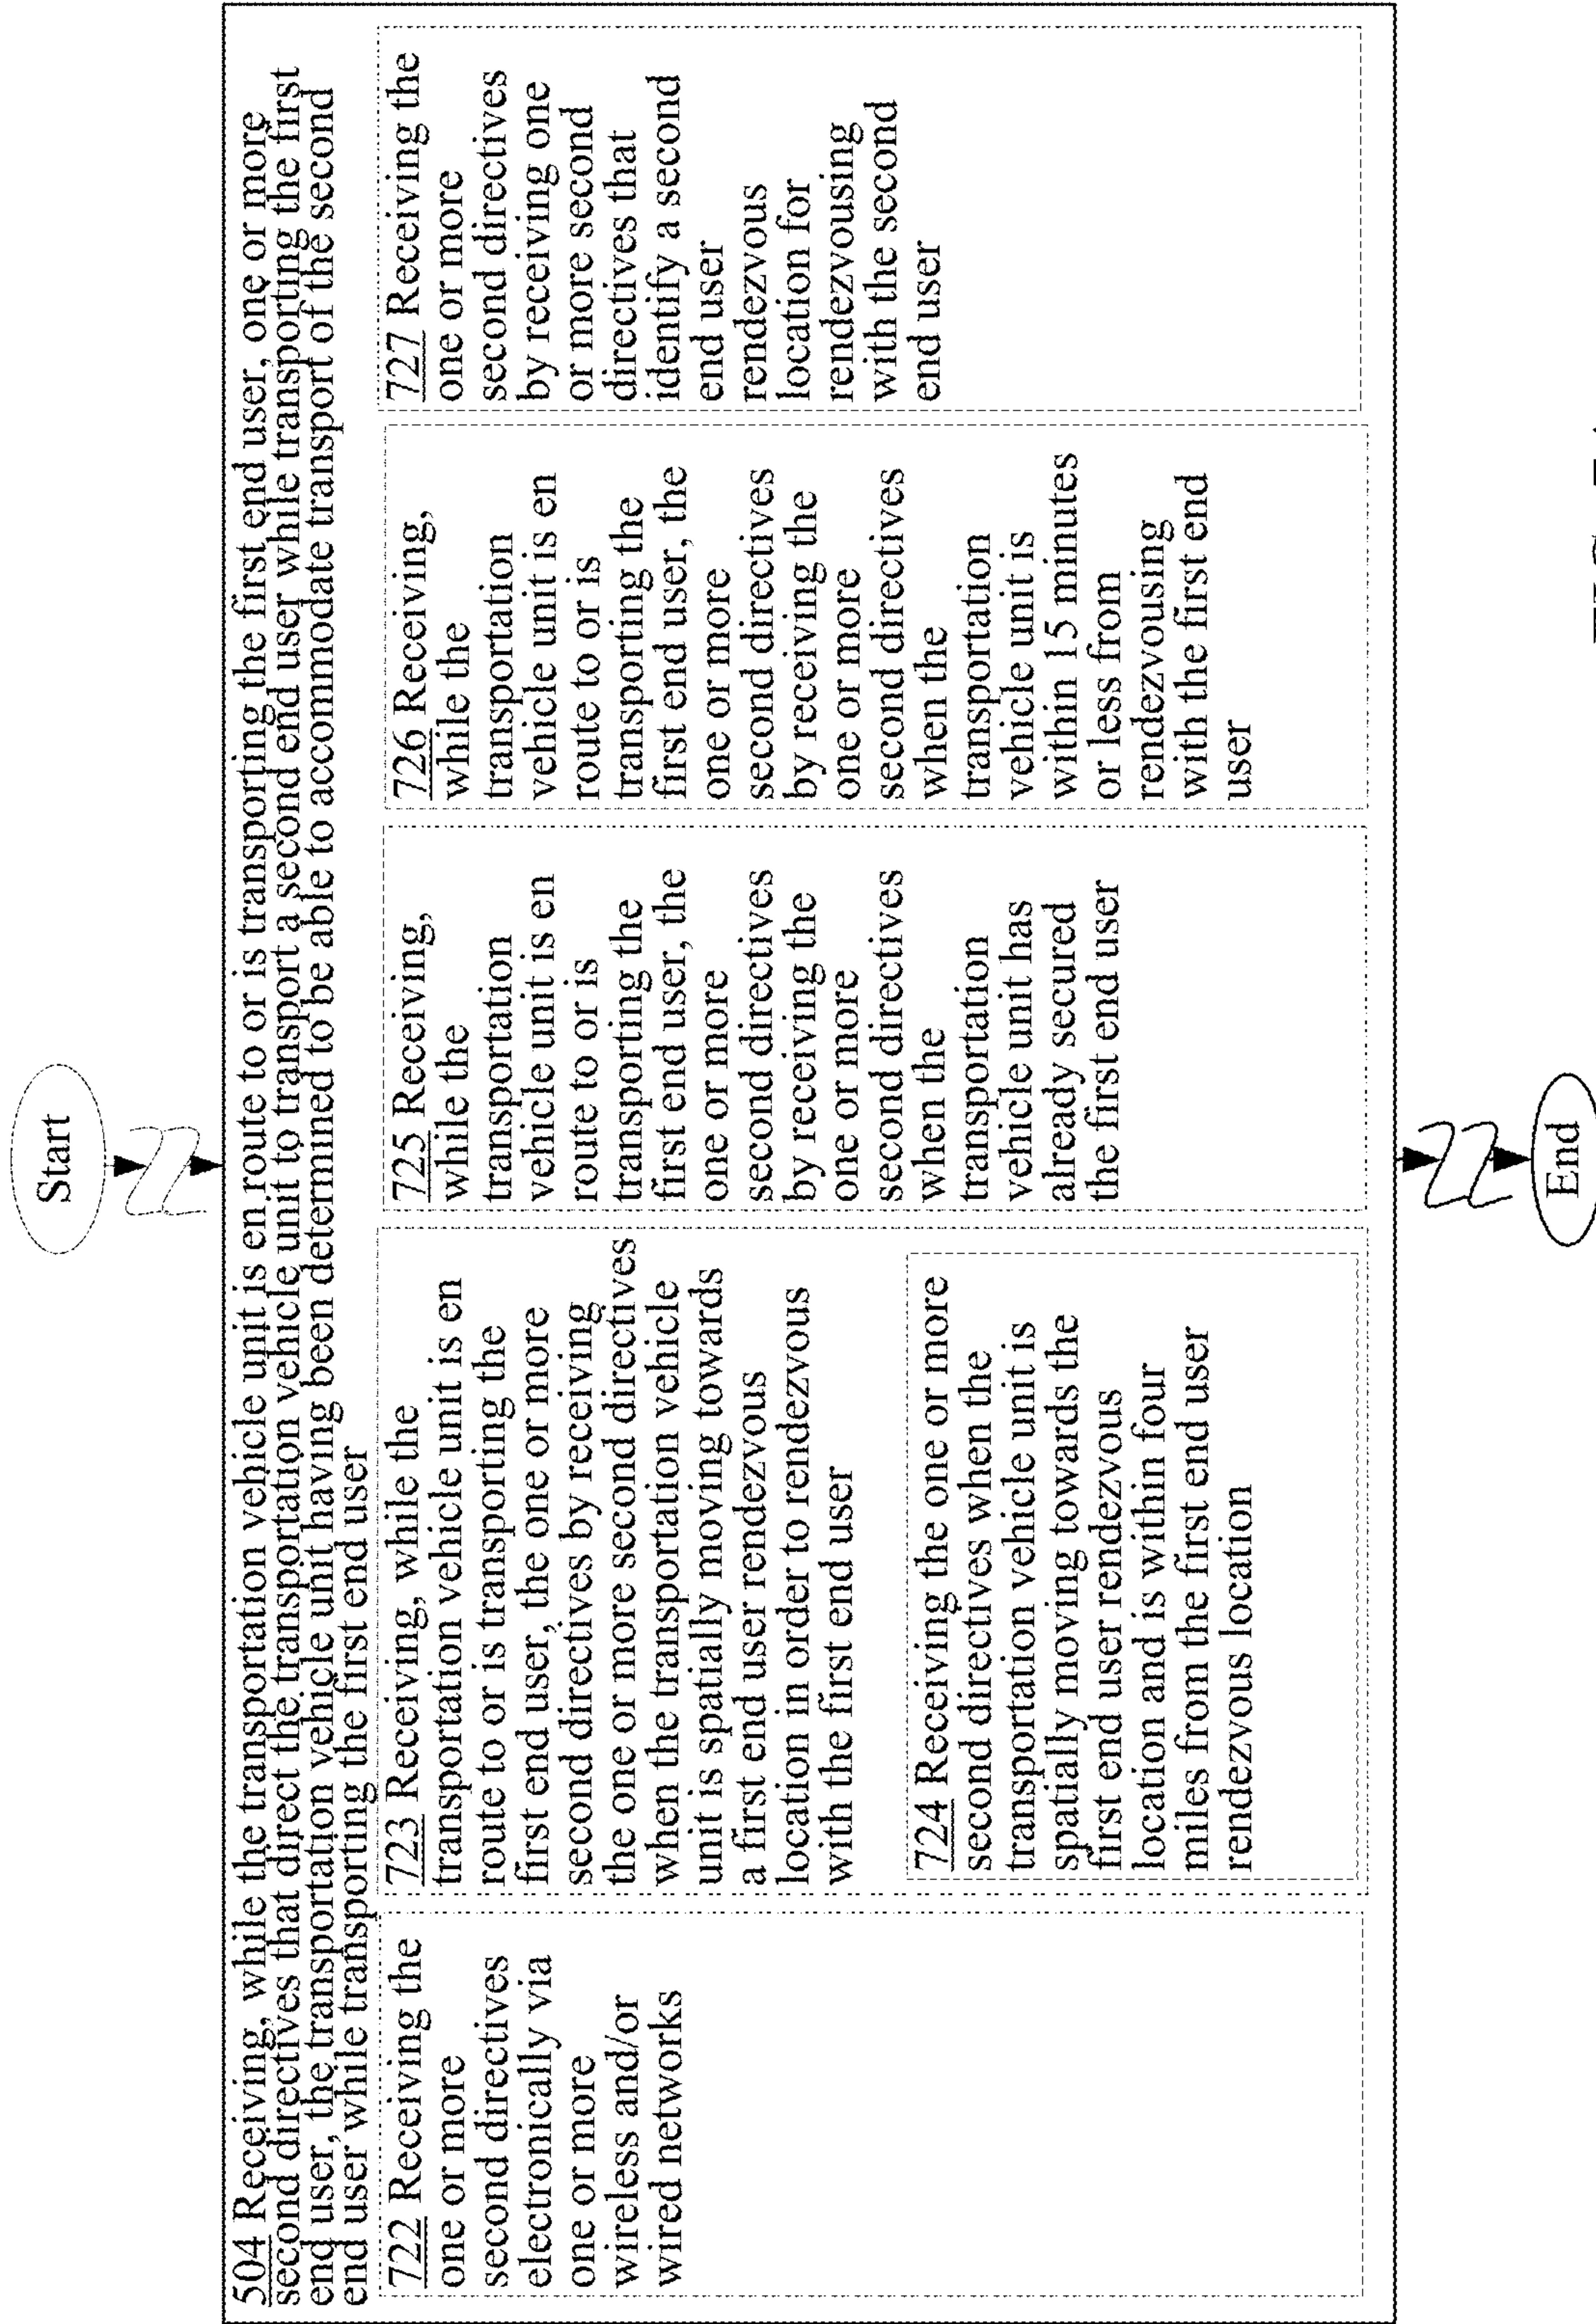 Start
504 Receiving, while the transportation vehicle unit is en route to or is transporting the first end user, one or more
second directives that direct the transportation vehicle unit to transport a second end user while transporting the first
end user, the transportation vehicle unit having been determined to be able to accommodate transport of the second
end user while transporting the first end user
722 Receiving the
one or more
second directives
electronically via
one or more
wireless and/or
wired networks
723 Receiving, while the
transportation vehicle unit is en
route to or is transporting the
first end user, the one or more
second directives by receiving
the one or more second directives
when the transportation vehicle
unit is spatially moving towards
a first end user rendezvous
location in order to rendezvous
with the first end user
724 Receiving the one or more
second directives when the
transportation vehicle unit is
spatially moving towards the
first end user rendezvous
location and is within four
miles from the first end user
rendezvous location
725 Receiving,
while the
transportation
vehicle unit is en
route to or is
transporting the
first end user, the
one or more
second directives
by receiving the
one or more
second directives
when the
transportation
vehicle unit has
already secured
the first end user
726 Receiving,
while the
transportation
vehicle unit is en
route to or is
transporting the
first end user, the
one or more
second directives
by receiving the
one or more
second directives
when the
transportation
vehicle unit is
within 15 minutes
or less from
rendezvousing
with the first end
user
727 Receiving the
one or more
second directives
by receiving one
or more second
directives that
identify a second
end user
rendezvous
location for
rendezvousing
with the second
end user
End